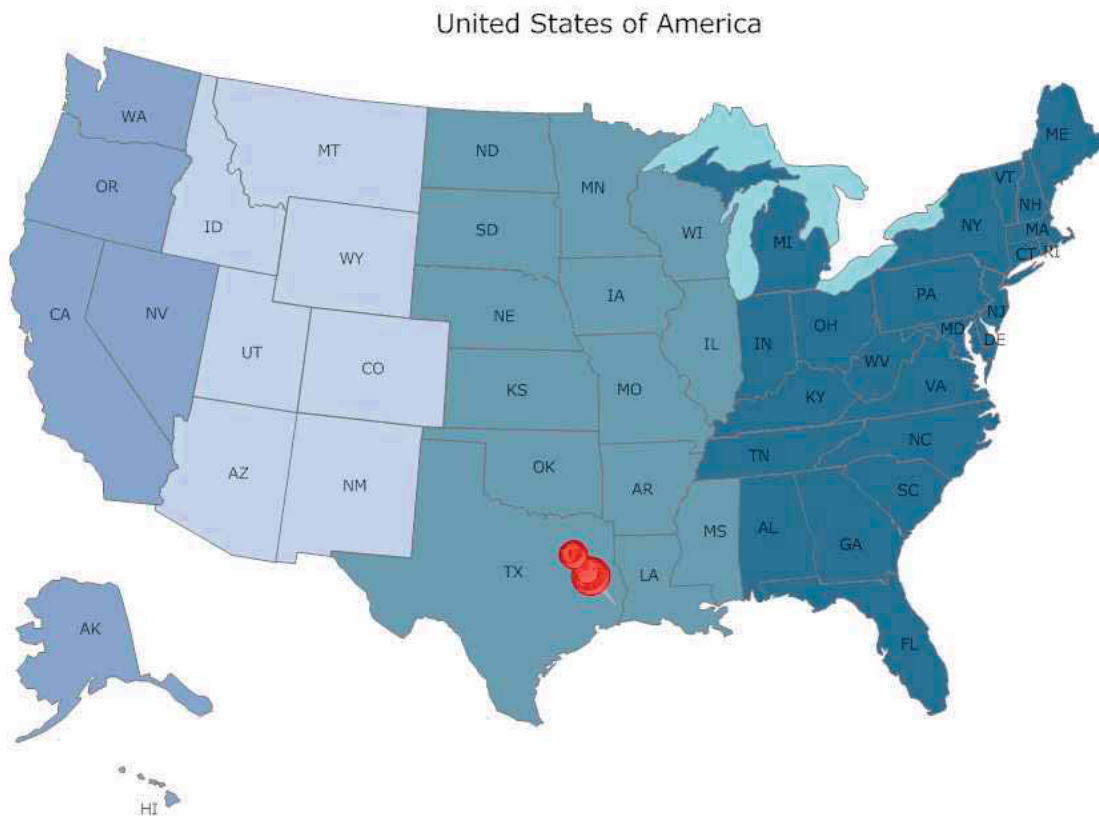 United States of America
WA
MT
ND
MN
ME
OR
ID
SD
WI
VT
NH
NY
MA
MI
CT
RI
WY
IA
PA
CA
NV
NE
NJ
UT
CO
IL
IN
OH
MD
DE
KS
MO
WV
VA
KY
AZ
NM
OK
AR
TN
NC
SC
TX
LA
MS
AL
GA
AK
FL
HI